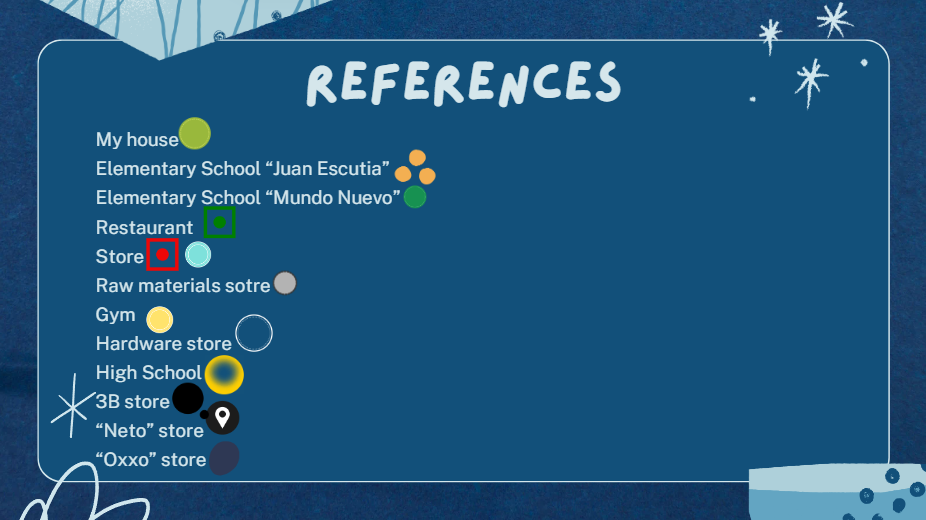 REFERENCES
My house
Elementary School “Juan Escutia”
Elementary School “Mundo Nuevo”
Restaurant
Store
Raw materials sotre
Gym
Hardware store
High School
3B store
“Neto” store
“Oxxo” store